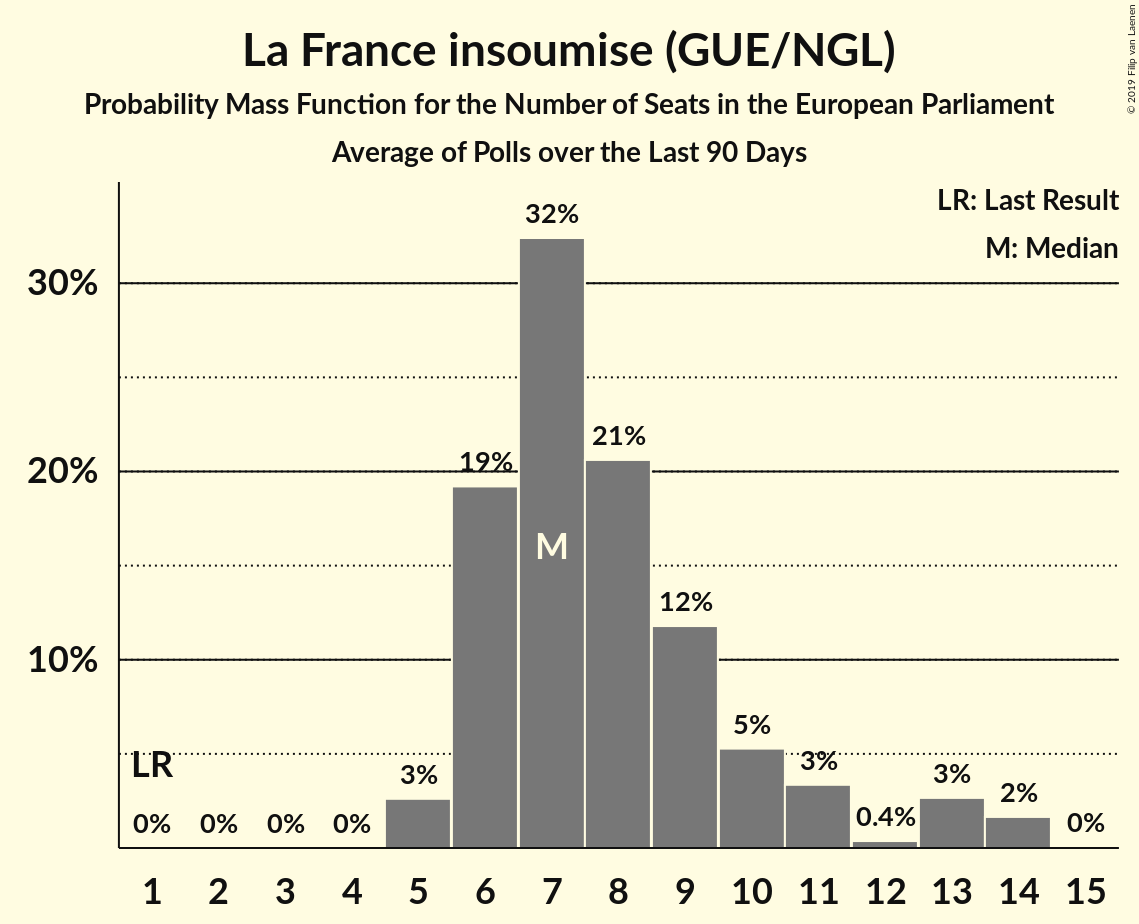 La France insoumise (GUE/NGL)
Probability Mass Function for the Number of Seats in the European Parliament
Average of Polls over the Last 90 Days
© 2019 Filip van Laenen
LR: Last Result
M: Median
30%
20%
10%
LR
0%
0%
0%
0%
3%
19%
32%
M
21%
12%
5%
3%
0.4%
3%
2%
0%
1 2 3 4 5 6 7 8 9 10 11 12 13 14 15